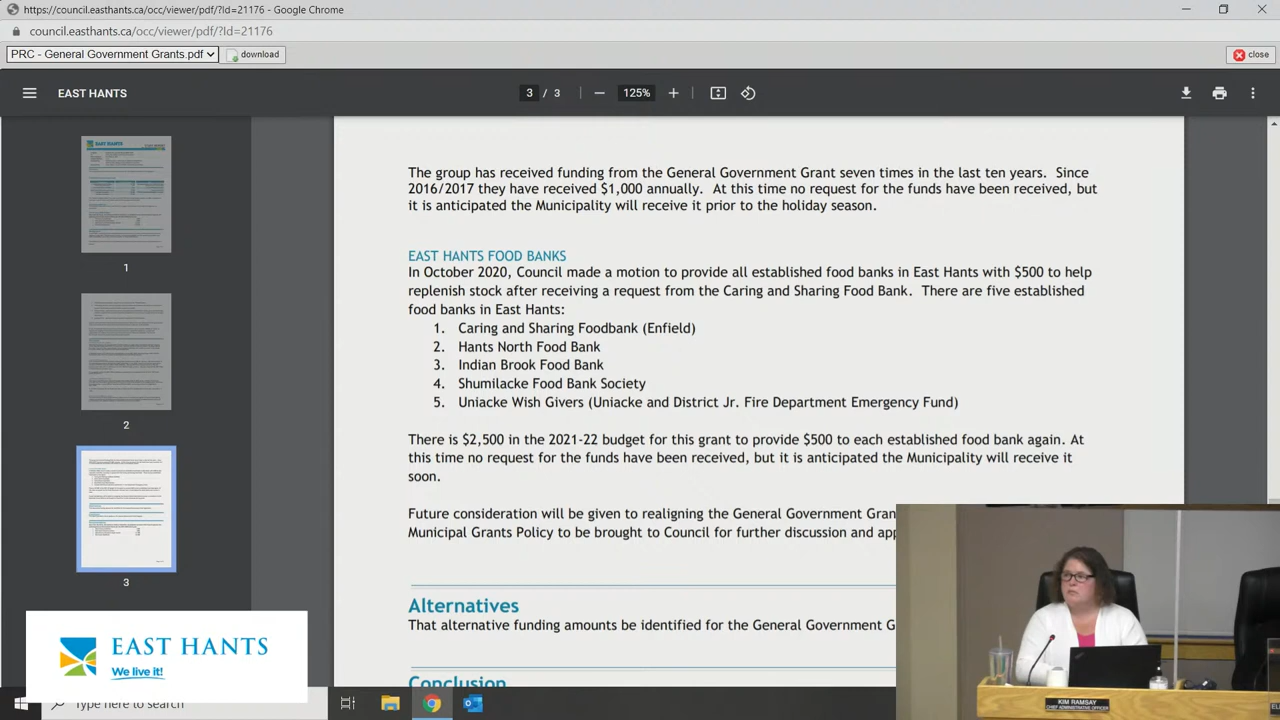 https://council.easthants.ca/occ/viewer/pdf/?Id=21176 - Google Chrome
council.easthants.ca/occ/viewer/pdf/?Id=21176
PRC - General Government Grants.pdf
download
close
EAST HANTS
3 / 3
125%
The group has received funding from the General Government Grant seven times in the last ten years. Since
2016/2017 they have received $1,000 annually. At this time no request for the funds have been received, but
it is anticipated the Municipality will receive it prior to the holiday season.
1
EAST HANTS FOOD BANKS
In October 2020, Council made a motion to provide all established food banks in East Hants with $500 to help
replenish stock after receiving a request from the Caring and Sharing Food Bank. There are five established
food banks in East Hants:
1. Caring and Sharing Foodbank (Enfield)
2. Hants North Food Bank
3. Indian Brook Food Bank
4. Shumilacke Food Bank Society
5. Uniacke Wish Givers (Uniacke and District Jr. Fire Department Emergency Fund)
2
There is $2,500 in the 2021-22 budget for this grant to provide $500 to each established food bank again. At
this time no request for the funds have been received, but it is anticipated the Municipality will receive it
soon.
Future consideration will be given to realigning the General Government Gran
Municipal Grants Policy to be brought to Council for further discussion and app
3
Alternatives
That alternative funding amounts be identified for the General Government G
Conclusion
EAST HANTS
We live it!
Type here to search
KIM RAMSAY
CHIEF ADMINISTRATIVE OFFICER